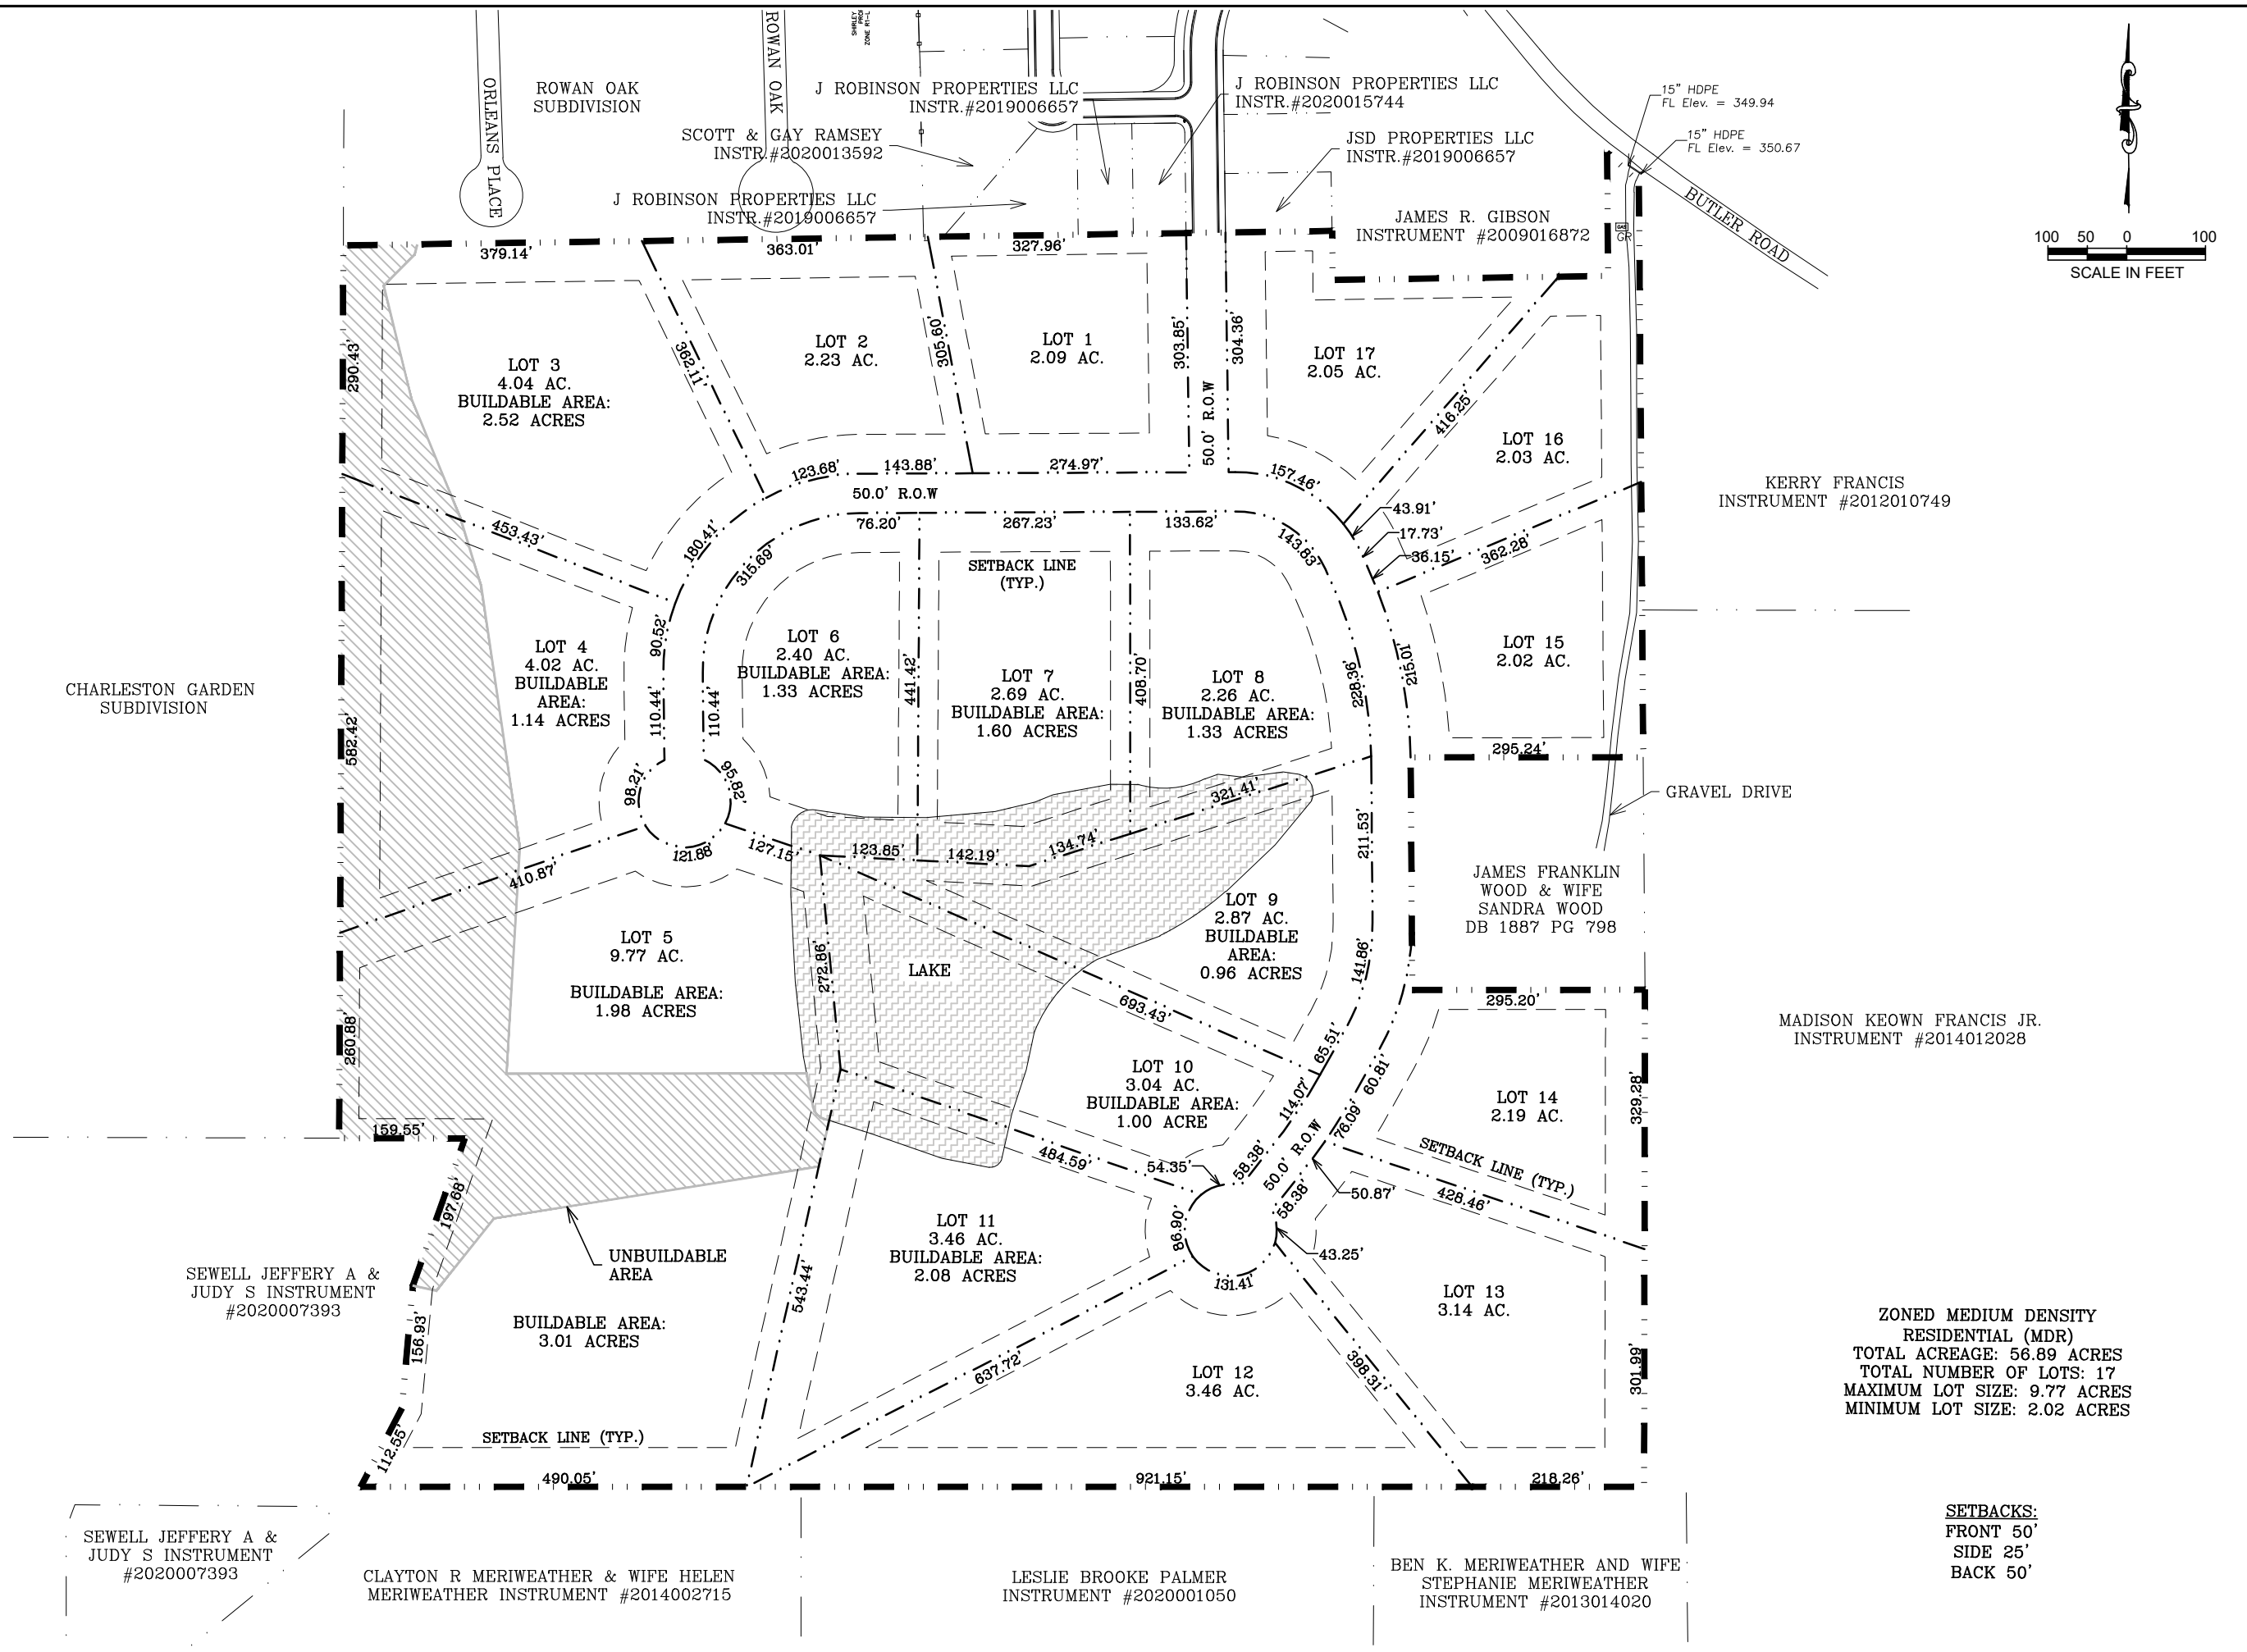 ORLEANS PLACE
ROWAN OAK
SUBDIVISION
ROWAN OAK
SHIRLEY
ZONE R1-L
J ROBINSON PROPERTIES LLC
INSTR.#2019006657
J ROBINSON PROPERTIES LLC
INSTR.#2020015744
SCOTT & GAY RAMSEY
INSTR.#2020013592
JSD PROPERTIES LLC
INSTR.#2019006657
J ROBINSON PROPERTIES LLC
INSTR.#2019006657
JAMES R. GIBSON
INSTRUMENT #2009016872
15" HDPE
FL Elev. = 349.94
15" HDPE
FL Elev. = 350.67
BUTLER ROAD
GAS
GR
100 50 0 100
SCALE IN FEET
379.14'
363.01'
327.96'
290.43'
LOT 3
4.04 AC.
BUILDABLE AREA:
2.52 ACRES
362.11'
LOT 2
2.23 AC.
305.60'
LOT 1
2.09 AC.
303.85'
304.36'
50.0' R.O.W
LOT 17
2.05 AC.
416.25'
LOT 16
2.03 AC.
KERRY FRANCIS
INSTRUMENT #2012010749
123.68'
143.88'
274.97'
157.46'
50.0' R.O.W
43.91'
17.73'
36.15'
362.28'
453.43'
180.41'
315.69'
76.20'
267.23'
133.62'
143.83'
SETBACK LINE
(TYP.)
90.52'
110.44'
110.44'
LOT 4
4.02 AC.
BUILDABLE
AREA:
1.14 ACRES
LOT 6
2.40 AC.
BUILDABLE AREA:
1.33 ACRES
441.42'
LOT 7
2.69 AC.
BUILDABLE AREA:
1.60 ACRES
408.70'
LOT 8
2.26 AC.
BUILDABLE AREA:
1.33 ACRES
228.36'
215.01'
LOT 15
2.02 AC.
CHARLESTON GARDEN
SUBDIVISION
582.42'
98.21'
95.82'
121.88'
127.15'
123.85'
142.19'
134.74'
321.41'
211.53'
295.24'
GRAVEL DRIVE
410.87'
JAMES FRANKLIN
WOOD & WIFE
SANDRA WOOD
DB 1887 PG 798
LOT 5
9.77 AC.
BUILDABLE AREA:
1.98 ACRES
272.86'
LAKE
LOT 9
2.87 AC.
BUILDABLE
AREA:
0.96 ACRES
141.86'
693.43'
65.51'
60.81'
295.20'
MADISON KEOWN FRANCIS JR.
INSTRUMENT #2014012028
260.88'
159.55'
LOT 10
3.04 AC.
BUILDABLE AREA:
1.00 ACRE
114.07'
76.09'
LOT 14
2.19 AC.
329.28'
SETBACK LINE (TYP.)
484.59'
54.35'
58.38'
50.0' R.O.W
58.38'
50.87'
428.46'
197.68'
UNBUILDABLE
AREA
LOT 11
3.46 AC.
BUILDABLE AREA:
2.08 ACRES
86.90'
43.25'
131.41'
543.44'
SEWELL JEFFERY A &
JUDY S INSTRUMENT
#2020007393
156.93'
BUILDABLE AREA:
3.01 ACRES
LOT 13
3.14 AC.
637.72'
LOT 12
3.46 AC.
398.31'
301.99'
ZONED MEDIUM DENSITY
RESIDENTIAL (MDR)
TOTAL ACREAGE: 56.89 ACRES
TOTAL NUMBER OF LOTS: 17
MAXIMUM LOT SIZE: 9.77 ACRES
MINIMUM LOT SIZE: 2.02 ACRES
112.55'
SETBACK LINE (TYP.)
490.05'
921.15'
218.26'
SEWELL JEFFERY A &
JUDY S INSTRUMENT
#2020007393
CLAYTON R MERIWEATHER & WIFE HELEN
MERIWEATHER INSTRUMENT #2014002715
LESLIE BROOKE PALMER
INSTRUMENT #2020001050
BEN K. MERIWEATHER AND WIFE
STEPHANIE MERIWEATHER
INSTRUMENT #2013014020
SETBACKS:
FRONT 50'
SIDE 25'
BACK 50'